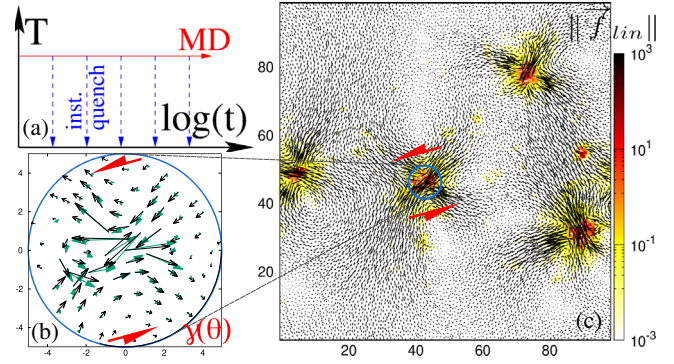 T
MD
inst.
quench
(a)
log(t)
4
2
0
-2
-4
-4 -2 0 2 4
(b)
γ(θ)
80
60
40
20
20 40 60 80
(c)
|| f⃗ lin ||
10^3
10^1
10^-1
10^-3